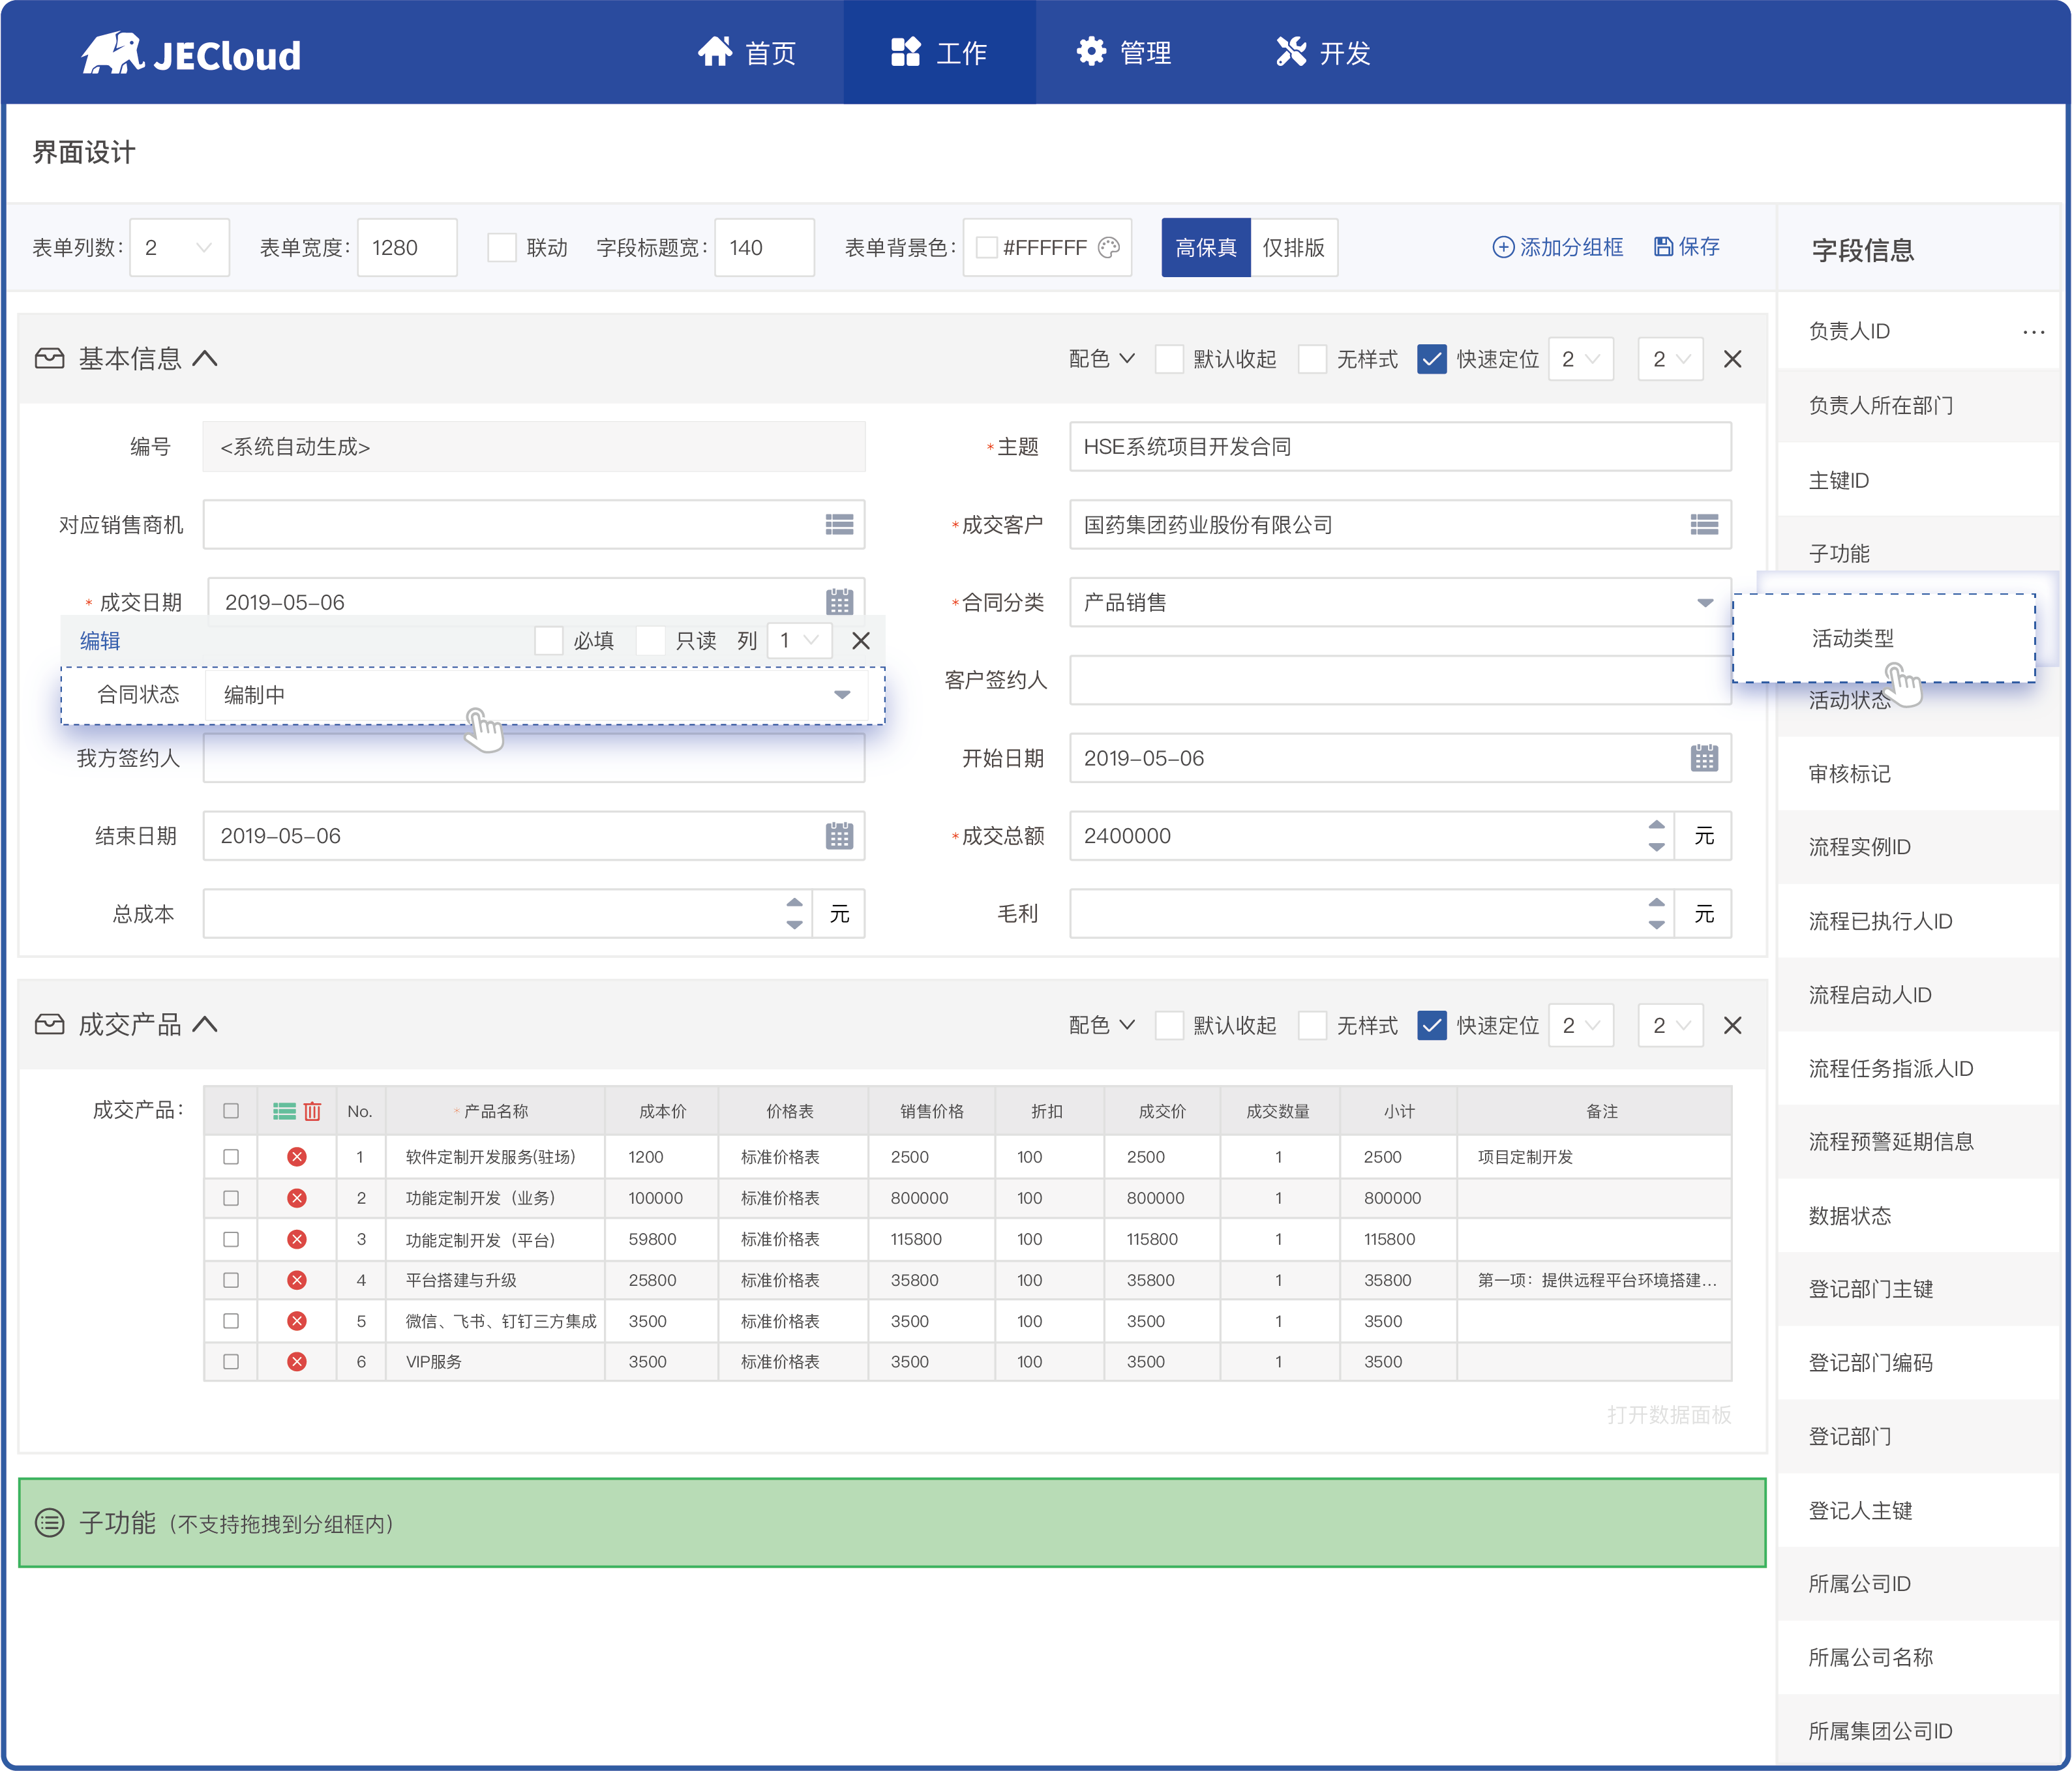 JECloud
首页
工作
管理
开发
界面设计
表单列数: 2 表单宽度: 1280 联动 字段标题宽: 140 表单背景色: #FFFFFF 高保真 仅排版 添加分组框 保存
基本信息 配色 默认收起 无样式 快速定位 2 2
编号 <系统自动生成> *主题 HSE系统项目开发合同
对应销售商机 *成交客户 国药集团药业股份有限公司
*成交日期 2019-05-06 *合同分类 产品销售
编辑 必填 只读 列 1
合同状态 编制中 客户签约人
我方签约人 开始日期 2019-05-06
结束日期 2019-05-06 *成交总额 2400000 元
总成本 元 毛利 元
成交产品 配色 默认收起 无样式 快速定位 2 2
成交产品:
No. *产品名称 成本价 价格表 销售价格 折扣 成交价 成交数量 小计 备注
1 软件定制开发服务(驻场) 1200 标准价格表 2500 100 2500 1 2500 项目定制开发
2 功能定制开发（业务） 100000 标准价格表 800000 100 800000 1 800000
3 功能定制开发（平台） 59800 标准价格表 115800 100 115800 1 115800
4 平台搭建与升级 25800 标准价格表 35800 100 35800 1 35800 第一项：提供远程平台环境搭建...
5 微信、飞书、钉钉三方集成 3500 标准价格表 3500 100 3500 1 3500
6 VIP服务 3500 标准价格表 3500 100 3500 1 3500
打开数据面板
子功能（不支持拖拽到分组框内）
字段信息
负责人ID ...
负责人所在部门
主键ID
子功能
活动类型
活动状态
审核标记
流程实例ID
流程已执行人ID
流程启动人ID
流程任务指派人ID
流程预警延期信息
数据状态
登记部门主键
登记部门编码
登记部门
登记人主键
所属公司ID
所属公司名称
所属集团公司ID